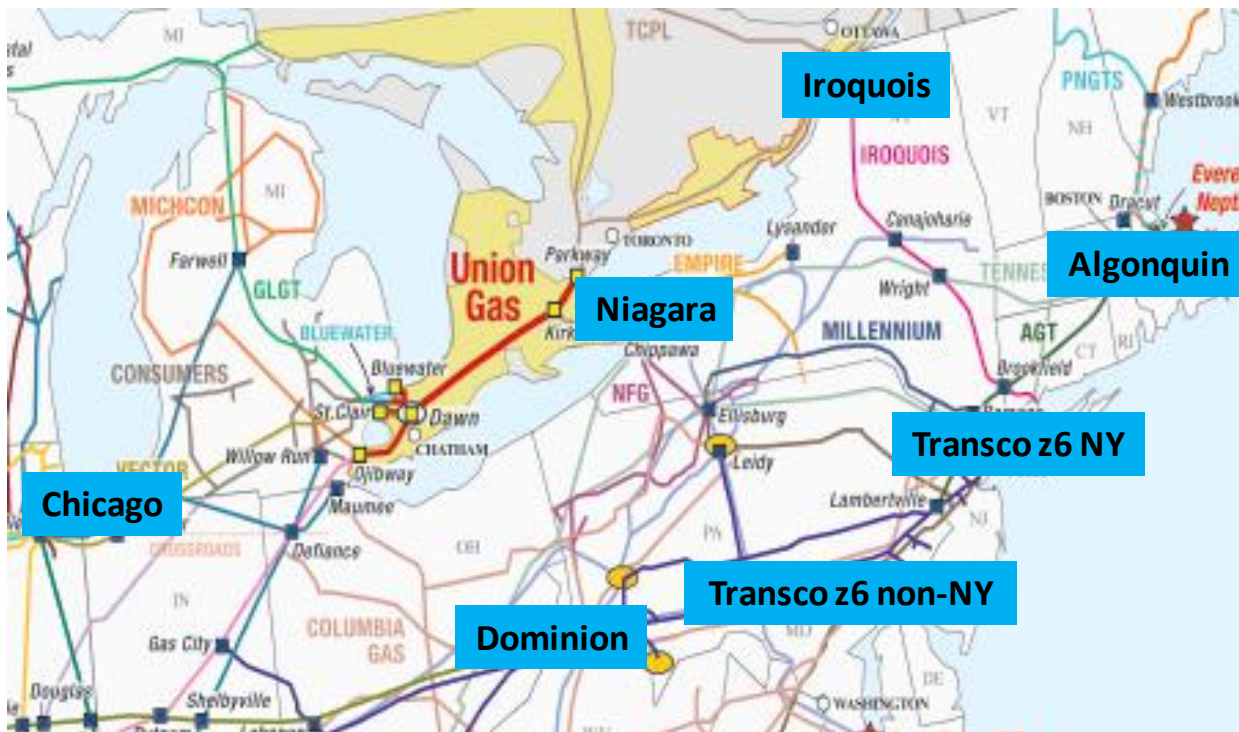 MI
TCPL
OTTAWA
Iroquois
PNGTS
Westbrook
VT
NH
IROQUOIS
MI
MICHCON
BOSTON
Dracut
TORONTO
Lysander
Canajoharie
Farwell
Union
Gas
Parkway
EMPIRE
Algonquin
GLGT
Niagara
Wright
BLUEWATER
MILLENNIUM
AGT
CT
RI
Chippawa
CONSUMERS
Bluewater
Brookfield
NFG
St.Clair
Dawn
Ellisburg
CHATHAM
Transco z6 NY
Willow Run
Leidy
VECTOR
Ojibway
Chicago
Maumee
Lambertville
NJ
PA
OH
CROSSROADS
Defiance
Transco z6 non-NY
IN
COLUMBIA
GAS
Dominion
MD
Gas City
DE
Douglas
Shelbyville
WASHINGTON